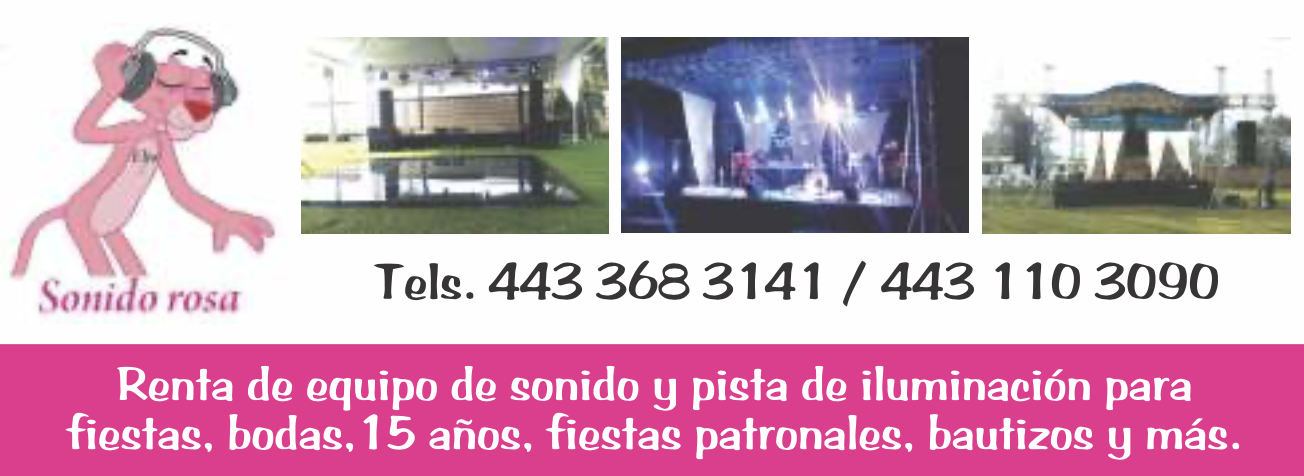 Sonido rosa
Tels. 443 368 3141 / 443 110 3090
Renta de equipo de sonido y pista de iluminación para
fiestas, bodas,15 años, fiestas patronales, bautizos y más.